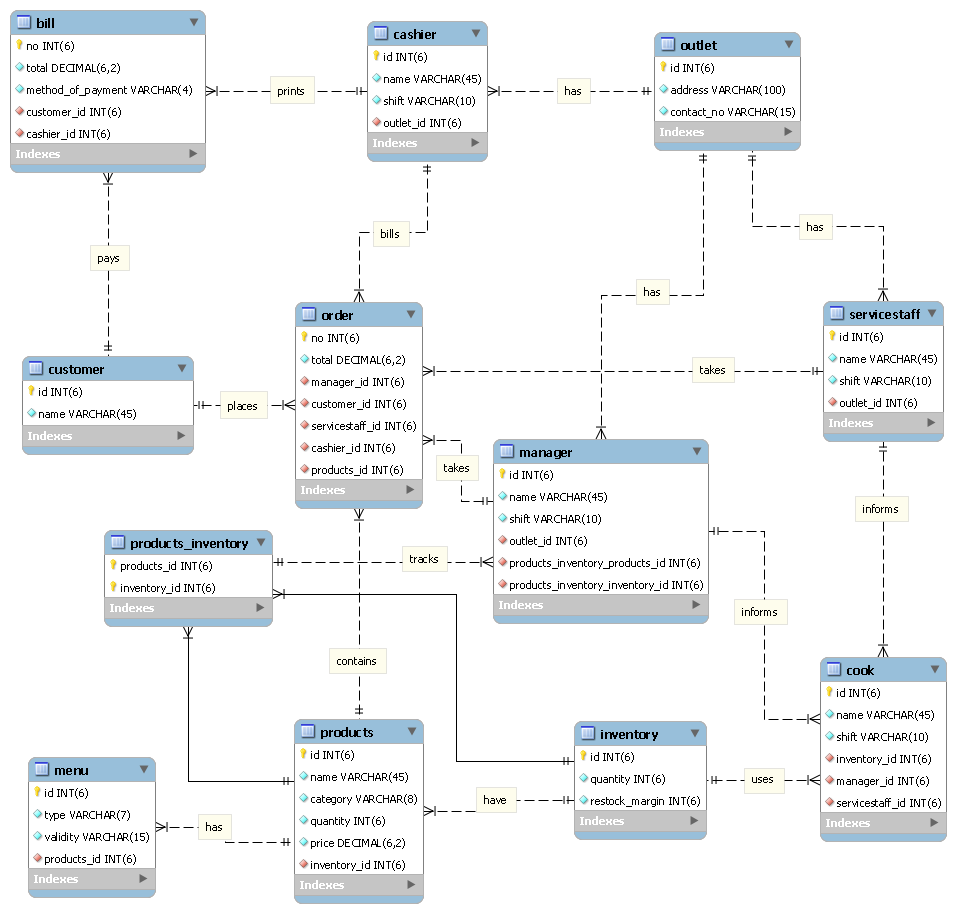 bill
no INT(6)
total DECIMAL(6,2)
method_of_payment VARCHAR(4)
customer_id INT(6)
cashier_id INT(6)
Indexes
prints
cashier
id INT(6)
name VARCHAR(45)
shift VARCHAR(10)
outlet_id INT(6)
Indexes
has
outlet
id INT(6)
address VARCHAR(100)
contact_no VARCHAR(15)
Indexes
pays
bills
has
has
customer
id INT(6)
name VARCHAR(45)
Indexes
places
order
no INT(6)
total DECIMAL(6,2)
manager_id INT(6)
customer_id INT(6)
servicestaff_id INT(6)
cashier_id INT(6)
products_id INT(6)
Indexes
takes
takes
servicestaff
id INT(6)
name VARCHAR(45)
shift VARCHAR(10)
outlet_id INT(6)
Indexes
manager
id INT(6)
name VARCHAR(45)
shift VARCHAR(10)
outlet_id INT(6)
products_inventory_products_id INT(6)
products_inventory_inventory_id INT(6)
Indexes
informs
products_inventory
products_id INT(6)
inventory_id INT(6)
Indexes
tracks
informs
contains
cook
id INT(6)
name VARCHAR(45)
shift VARCHAR(10)
inventory_id INT(6)
manager_id INT(6)
servicestaff_id INT(6)
Indexes
menu
id INT(6)
type VARCHAR(7)
validity VARCHAR(15)
products_id INT(6)
Indexes
has
products
id INT(6)
name VARCHAR(45)
category VARCHAR(8)
quantity INT(6)
price DECIMAL(6,2)
inventory_id INT(6)
Indexes
have
inventory
id INT(6)
quantity INT(6)
restock_margin INT(6)
Indexes
uses